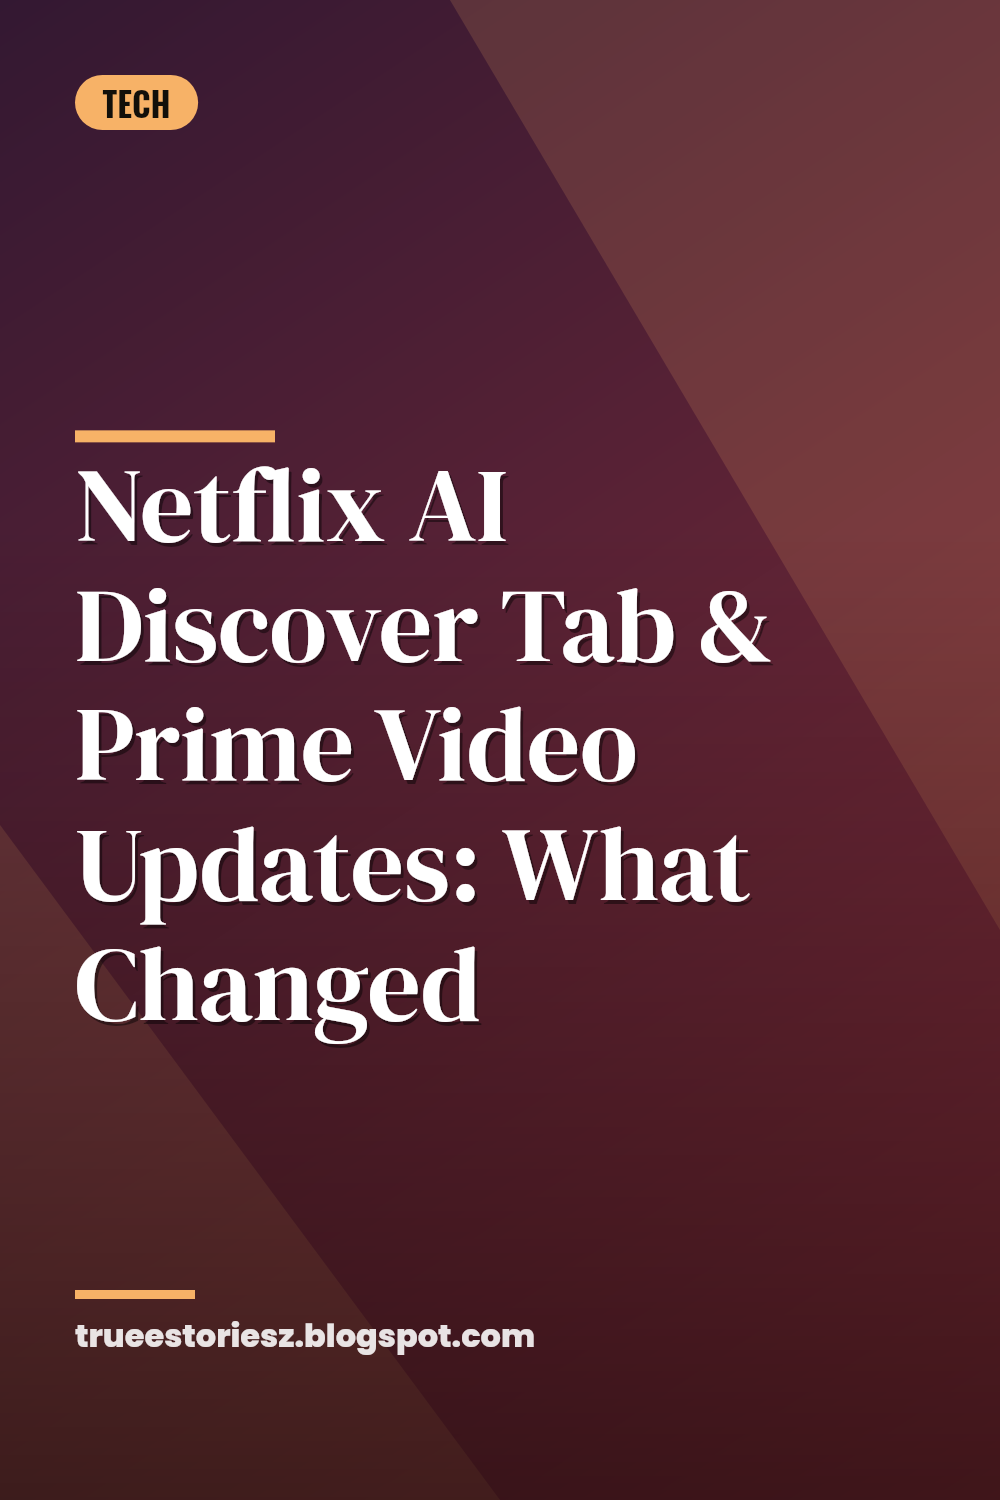 TECH
Netflix AI
Discover Tab &
Prime Video
Updates: What
Changed
trueestoriesz.blogspot.com